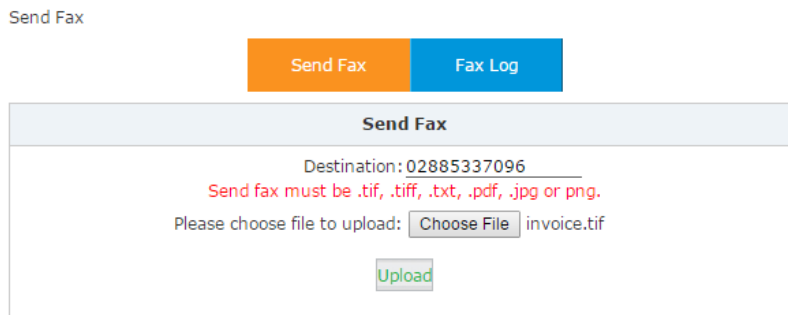 Send Fax
Send Fax Fax Log
Send Fax
Destination: 02885337096
Send fax must be .tif, .tiff, .txt, .pdf, .jpg or png.
Please choose file to upload: Choose File invoice.tif
Upload